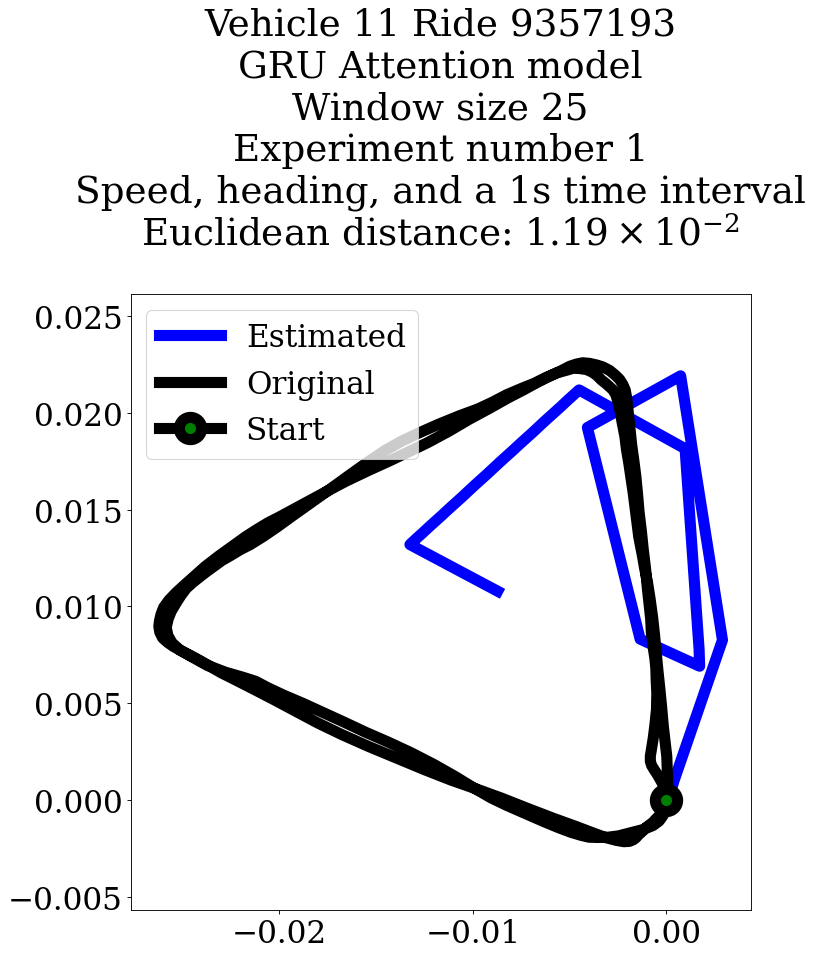 Vehicle 11 Ride 9357193
GRU Attention model
Window size 25
Experiment number 1
Speed, heading, and a 1s time interval
Euclidean distance: 1.19 × 10⁻²
0.025
0.020
0.015
0.010
0.005
0.000
−0.005
Estimated
Original
Start
−0.02
−0.01
0.00